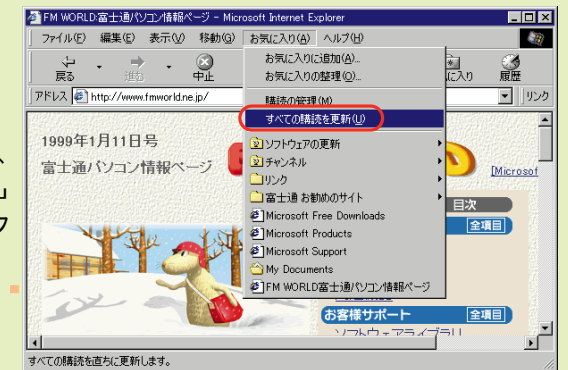 FM WORLD:富士通パソコン情報ページ - Microsoft Internet Explorer
ファイル(F) 編集(E) 表示(V) 移動(G) お気に入り(A) ヘルプ(H)
戻る 進む 中止 に入り 履歴
アドレス http://www.fmworld.ne.jp/ リンク
お気に入りに追加(A)...
お気に入りの整理(O)...
購読の管理(M)
すべての購読を更新(U)
ソフトウェアの更新
チャンネル
リンク
富士通 お勧めのサイト
Microsoft Free Downloads
Microsoft Products
Microsoft Support
My Documents
FM WORLD富士通パソコン情報ページ
1999年1月11日号
富士通パソコン情報ページ
[Microsof
目次
全項目
お客様サポート 全項目
ソフトウェアライブラリ
すべての購読を直ちに更新します。
、
」
ク